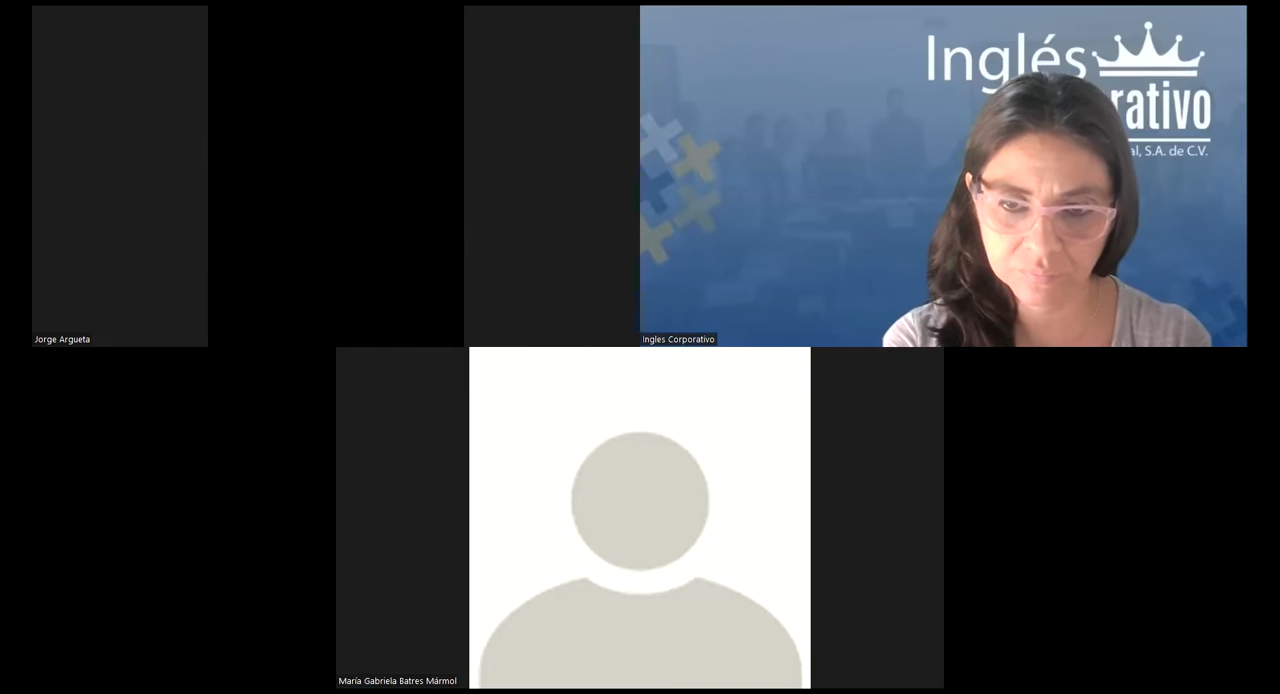 Inglés
rativo
al, S.A. de C.V.
Jorge Argueta
Ingles Corporativo
María Gabriela Batres Mármol